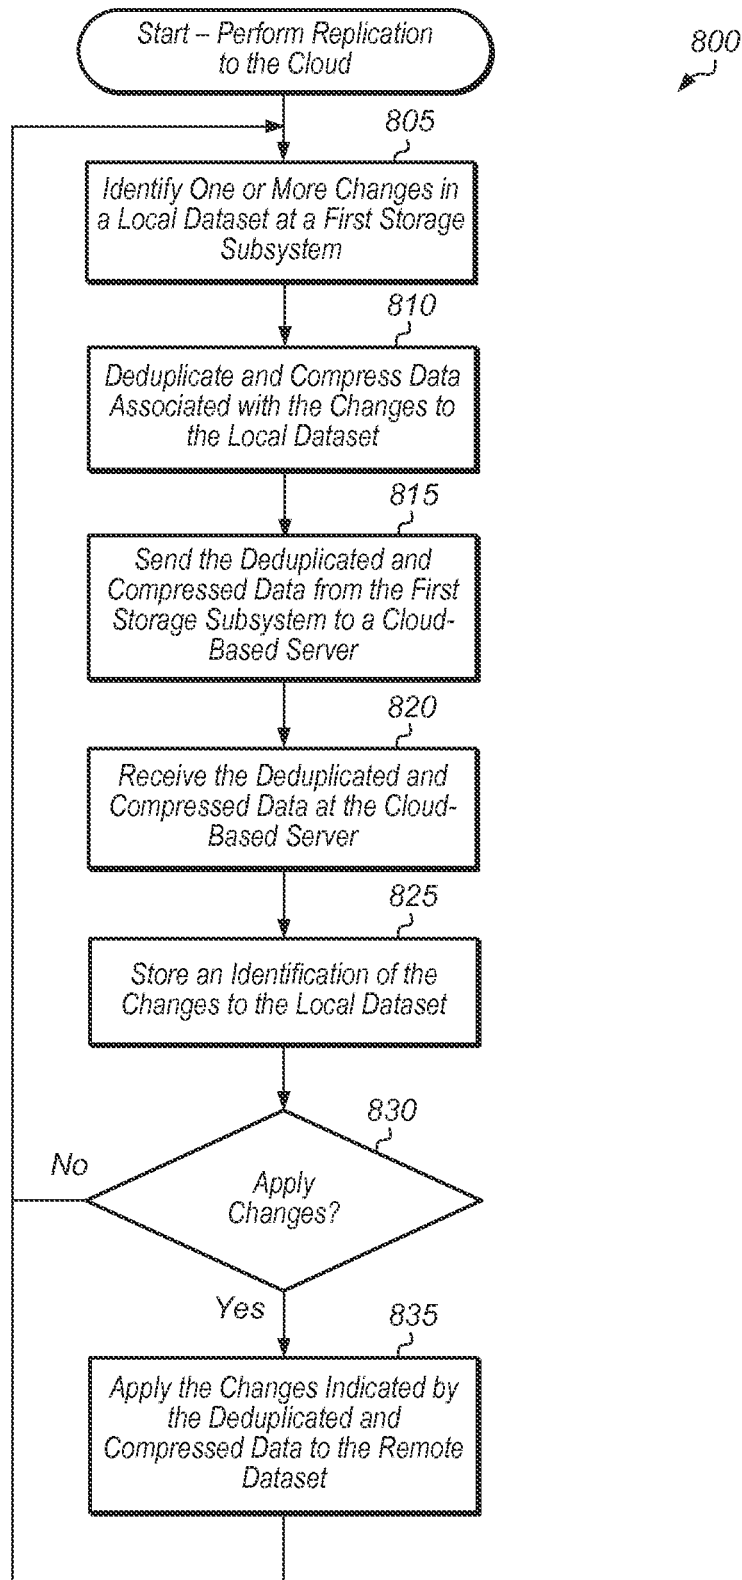 Start – Perform Replication
to the Cloud
800
805
Identify One or More Changes in
a Local Dataset at a First Storage
Subsystem
810
Deduplicate and Compress Data
Associated with the Changes to
the Local Dataset
815
Send the Deduplicated and
Compressed Data from the First
Storage Subsystem to a Cloud-
Based Server
820
Receive the Deduplicated and
Compressed Data at the Cloud-
Based Server
825
Store an Identification of the
Changes to the Local Dataset
830
No
Apply
Changes?
Yes
835
Apply the Changes Indicated by
the Deduplicated and
Compressed Data to the Remote
Dataset